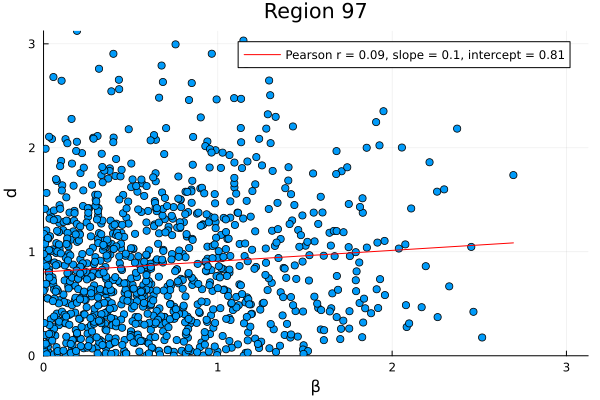 Region 97
Pearson r = 0.09, slope = 0.1, intercept = 0.81
3
2
1
0
d
0 1 2 3
β